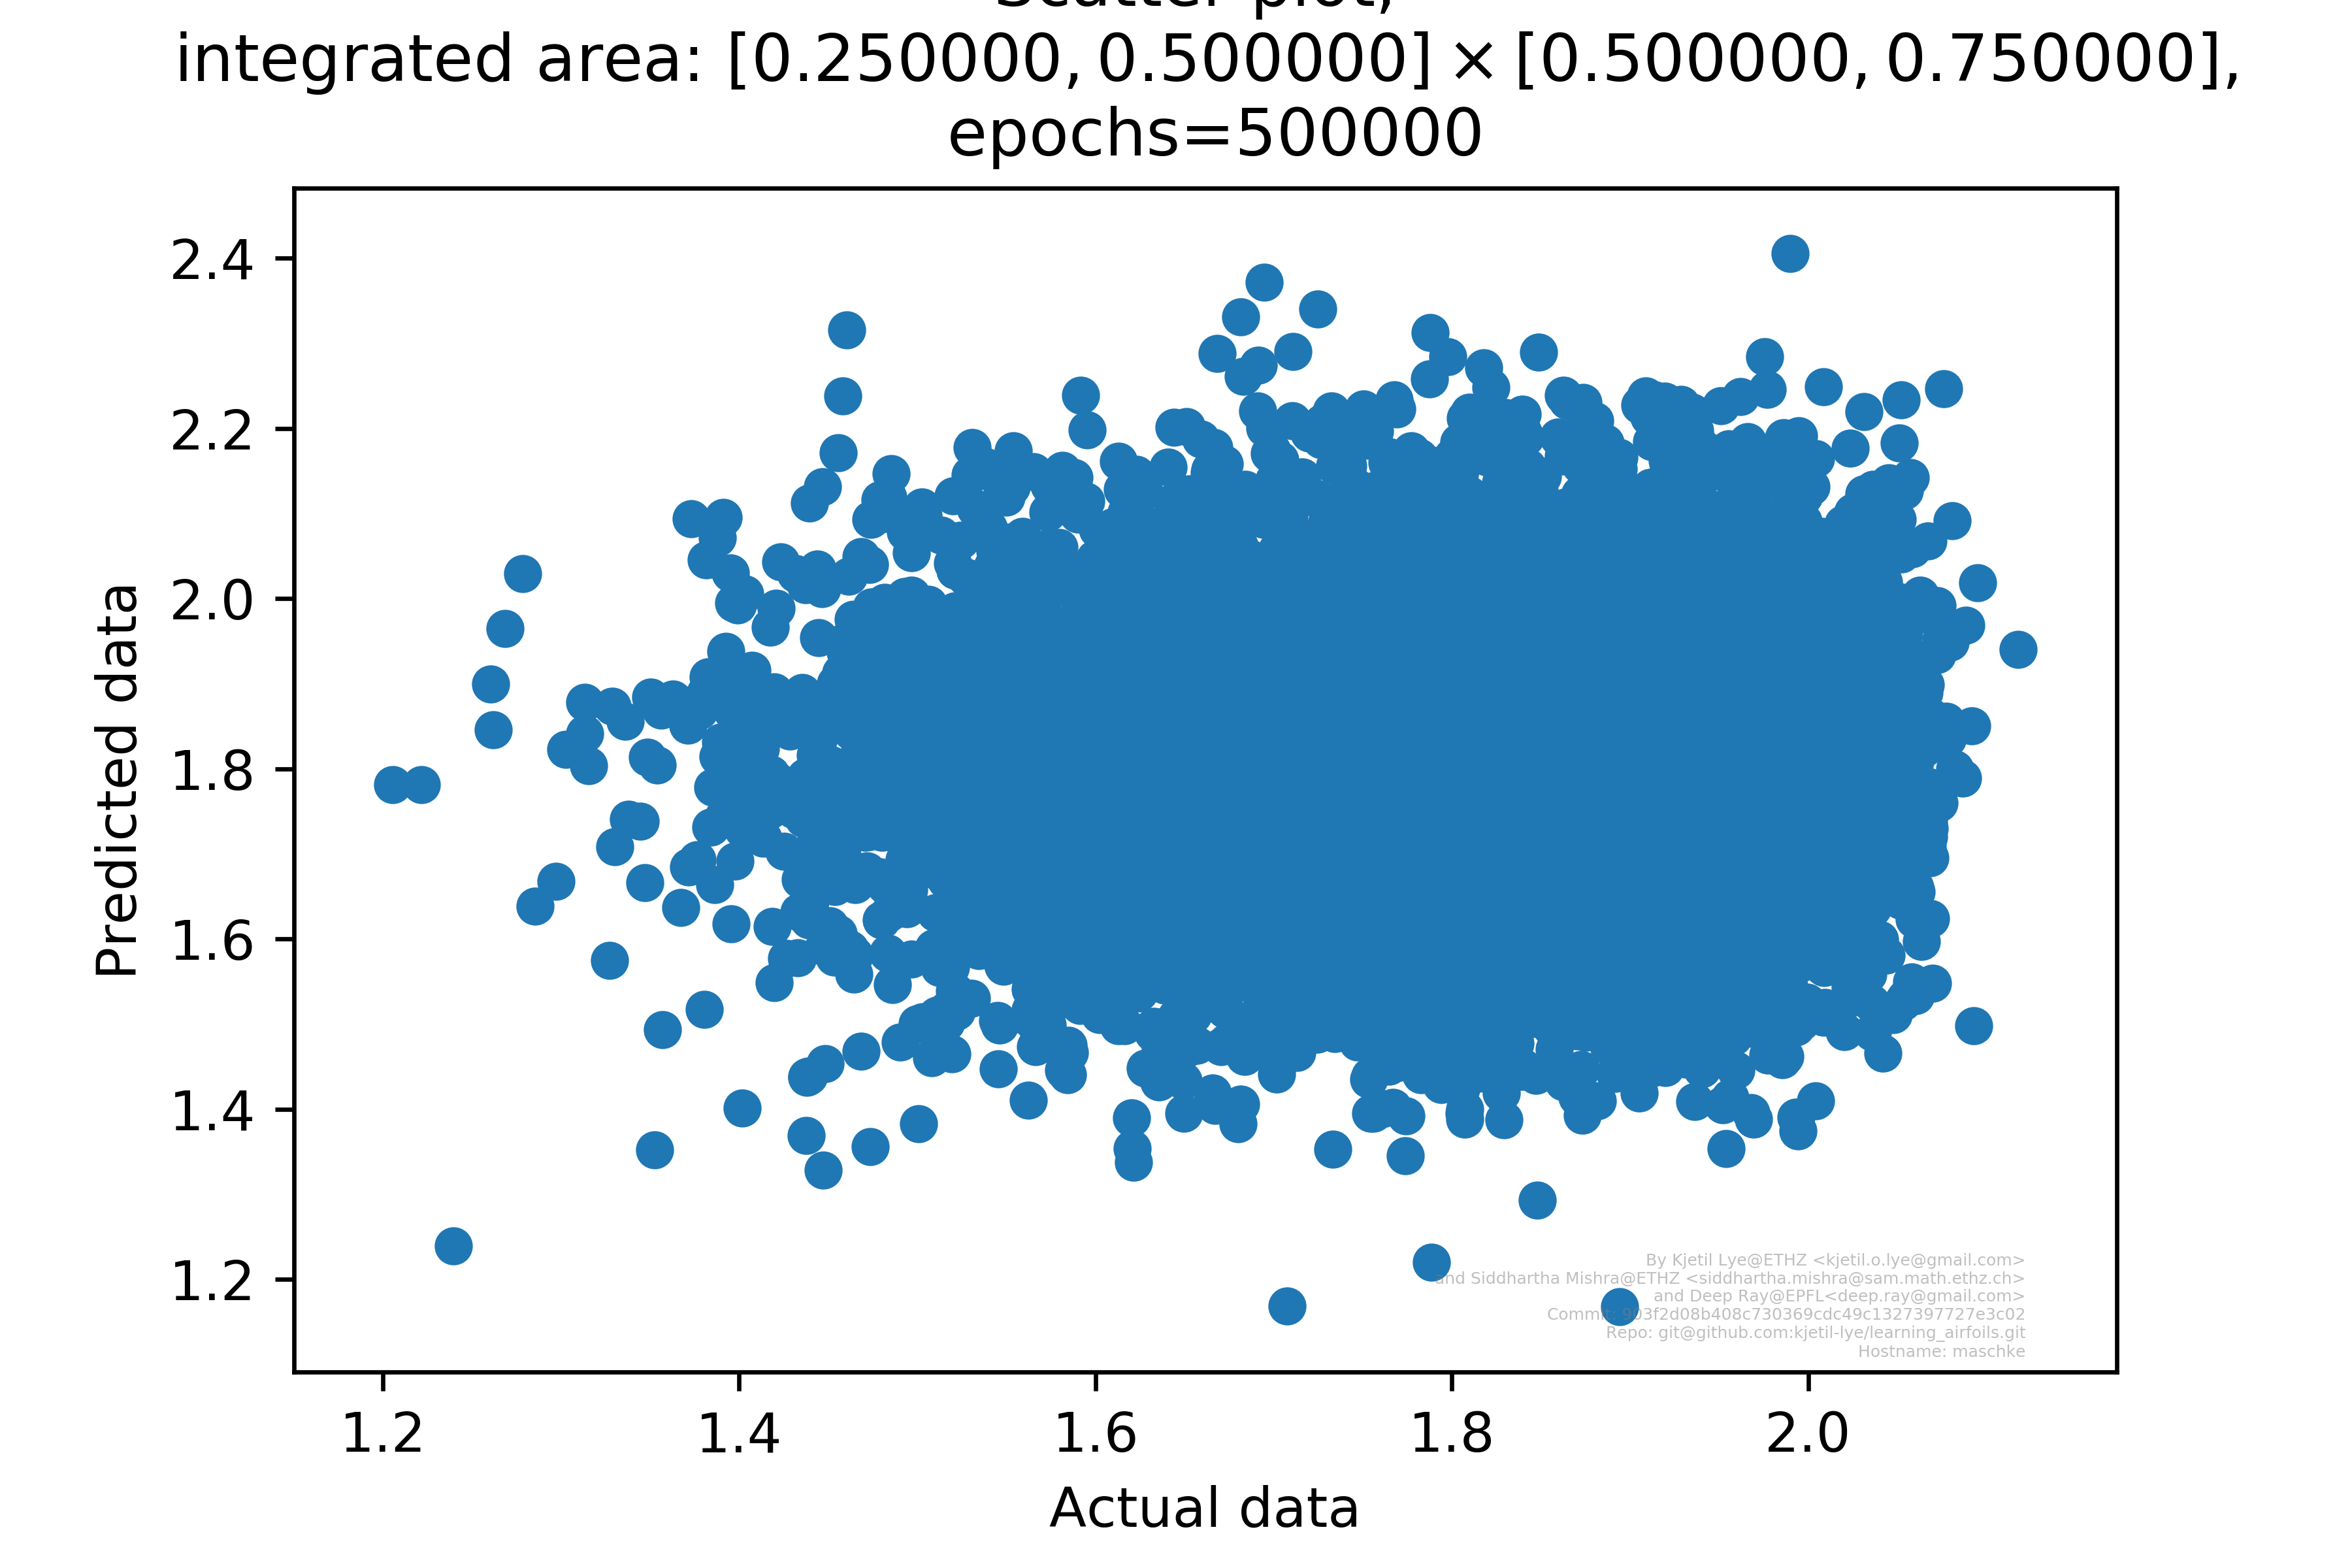 Scatter plot,
integrated area: [0.250000, 0.500000] × [0.500000, 0.750000],
epochs=500000
2.4
2.2
2.0
1.8
1.6
1.4
1.2
Predicted data
1.2
1.4
1.6
1.8
2.0
Actual data
By Kjetil Lye@ETHZ <kjetil.o.lye@gmail.com>
and Siddhartha Mishra@ETHZ <siddhartha.mishra@sam.math.ethz.ch>
and Deep Ray@EPFL<deep.ray@gmail.com>
Commit: 903f2d08b408c730369cdc49c1327397727e3c02
Repo: git@github.com:kjetil-lye/learning_airfoils.git
Hostname: maschke